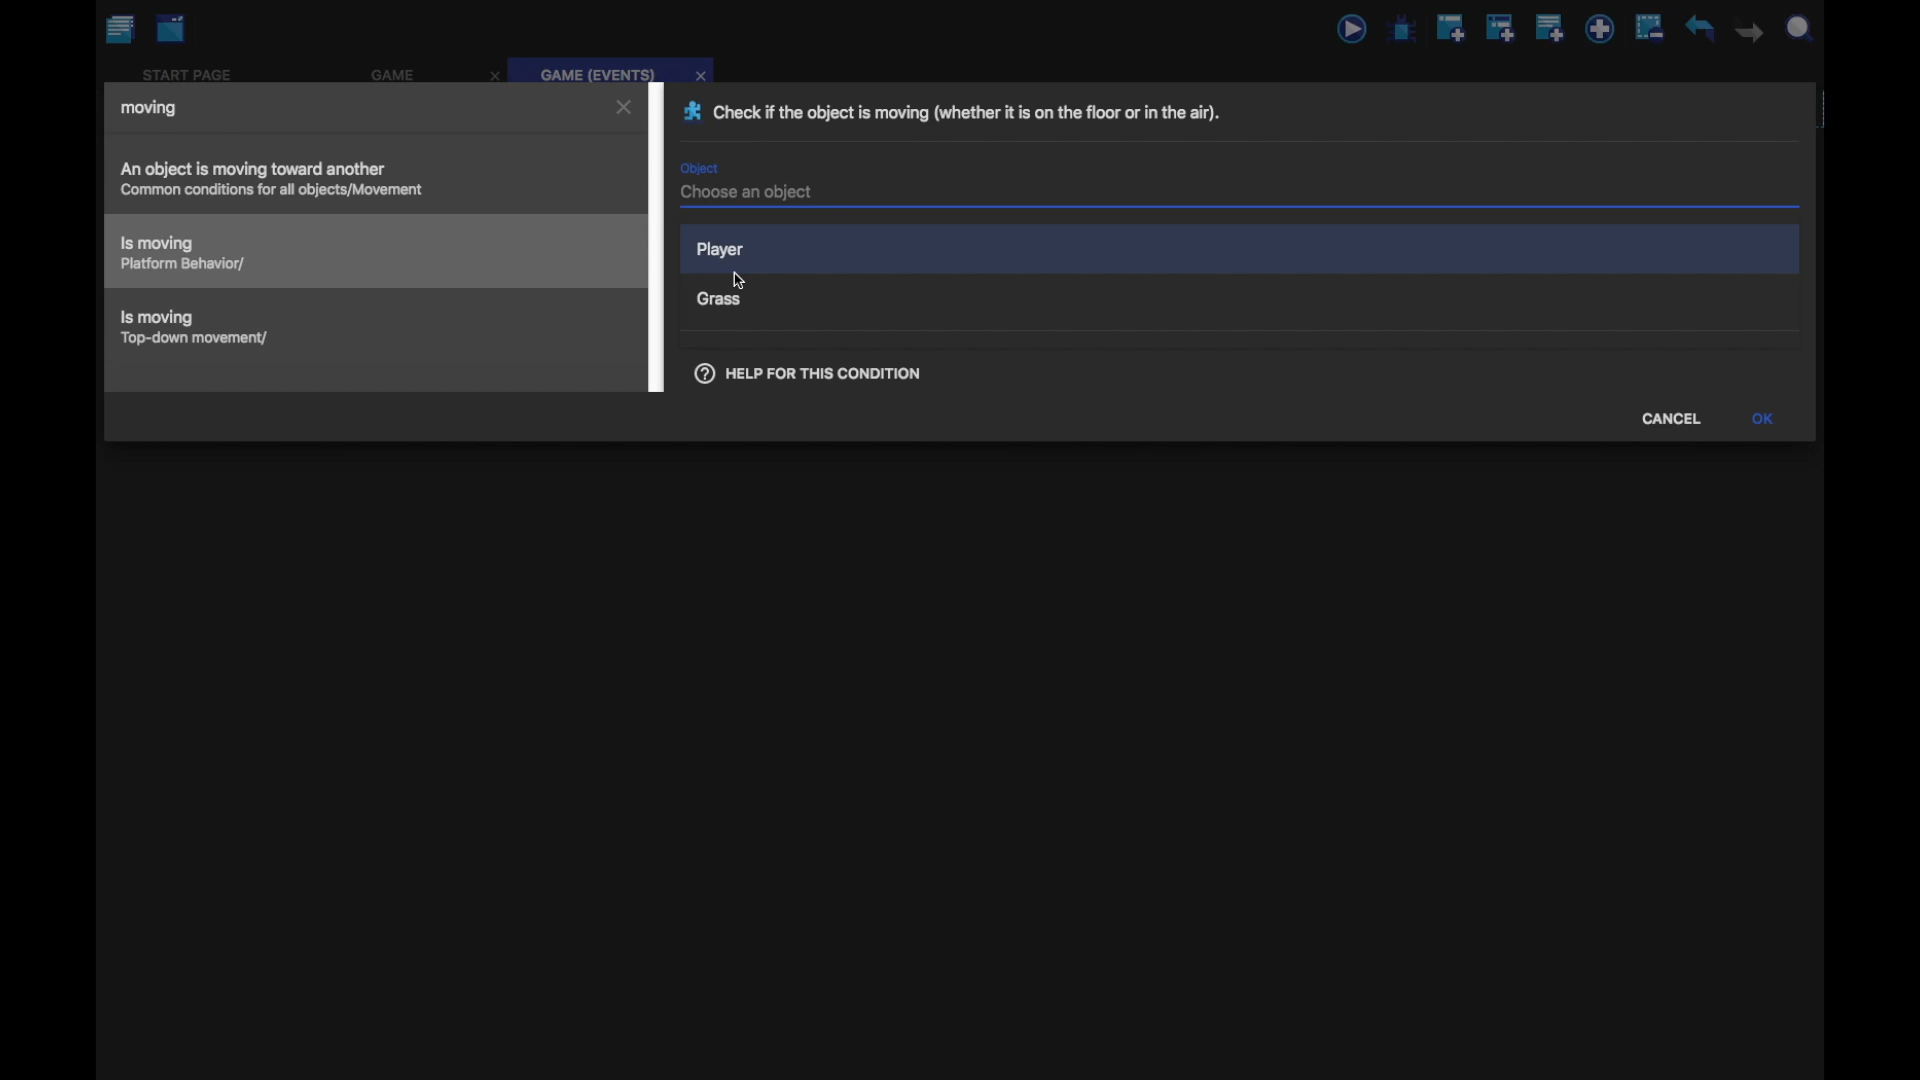 START PAGE
GAME
GAME (EVENTS)
moving
An object is moving toward another
Common conditions for all objects/Movement
Is moving
Platform Behavior/
Is moving
Top-down movement/
Check if the object is moving (whether it is on the floor or in the air).
Object
Choose an object
Player
Grass
HELP FOR THIS CONDITION
CANCEL
OK